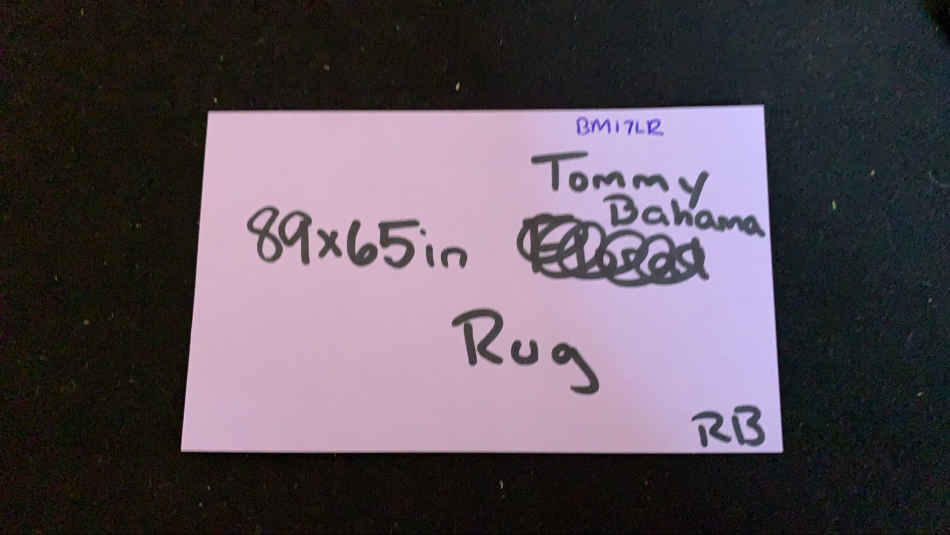 BM17LR
Tommy
Bahama
89x65in
Rug
RB